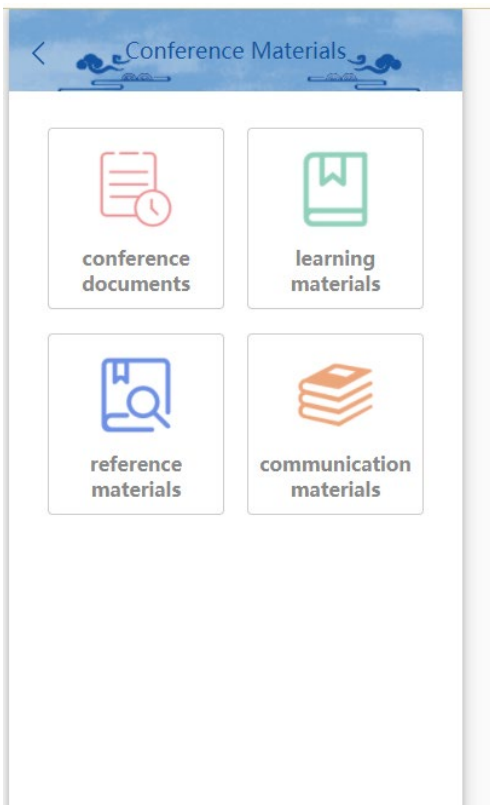 Conference Materials
conference
documents
learning
materials
reference
materials
communication
materials